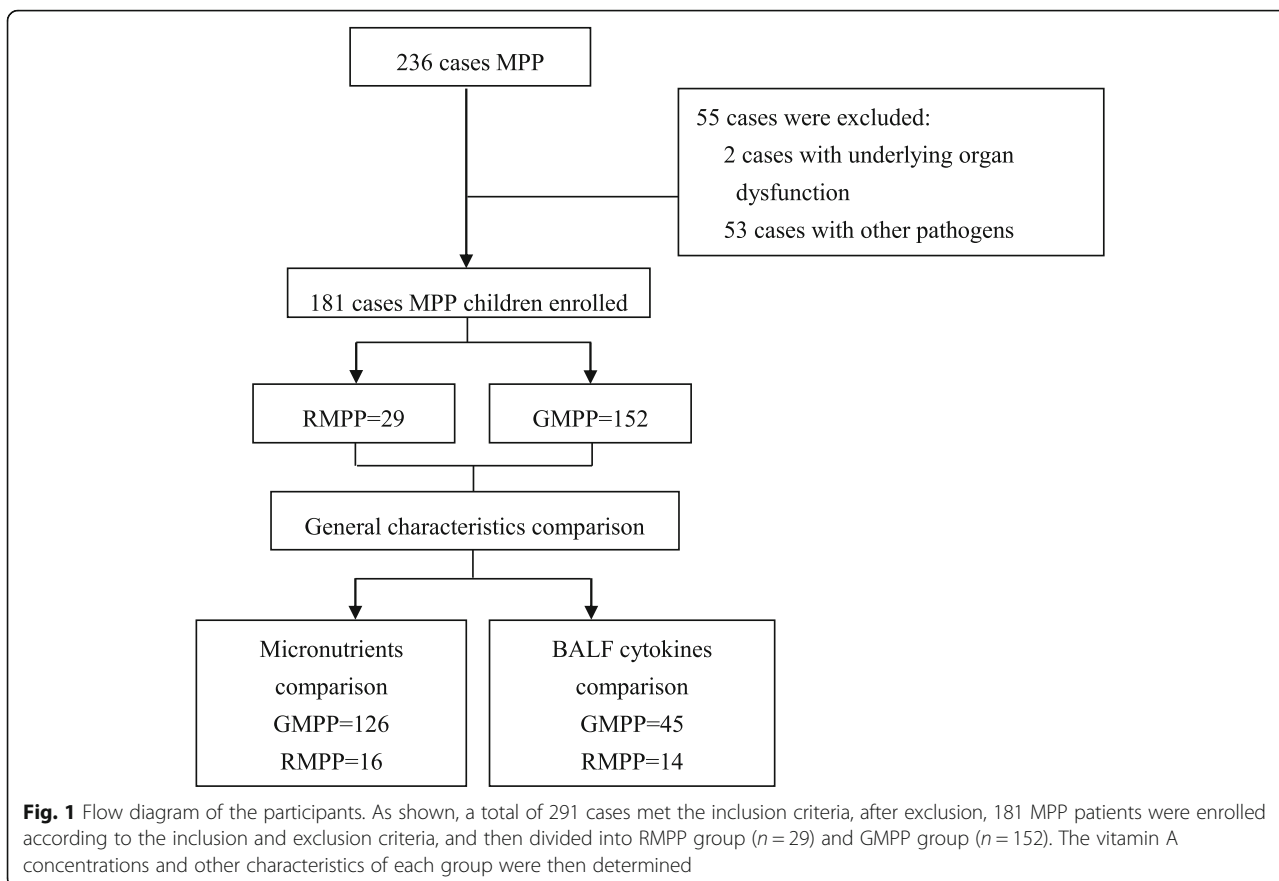 236 cases MPP
55 cases were excluded:
2 cases with underlying organ
dysfunction
53 cases with other pathogens
181 cases MPP children enrolled
RMPP=29
GMPP=152
General characteristics comparison
Micronutrients
comparison
GMPP=126
RMPP=16
BALF cytokines
comparison
GMPP=45
RMPP=14
Fig. 1 Flow diagram of the participants. As shown, a total of 291 cases met the inclusion criteria, after exclusion, 181 MPP patients were enrolled
according to the inclusion and exclusion criteria, and then divided into RMPP group (n = 29) and GMPP group (n = 152). The vitamin A
concentrations and other characteristics of each group were then determined